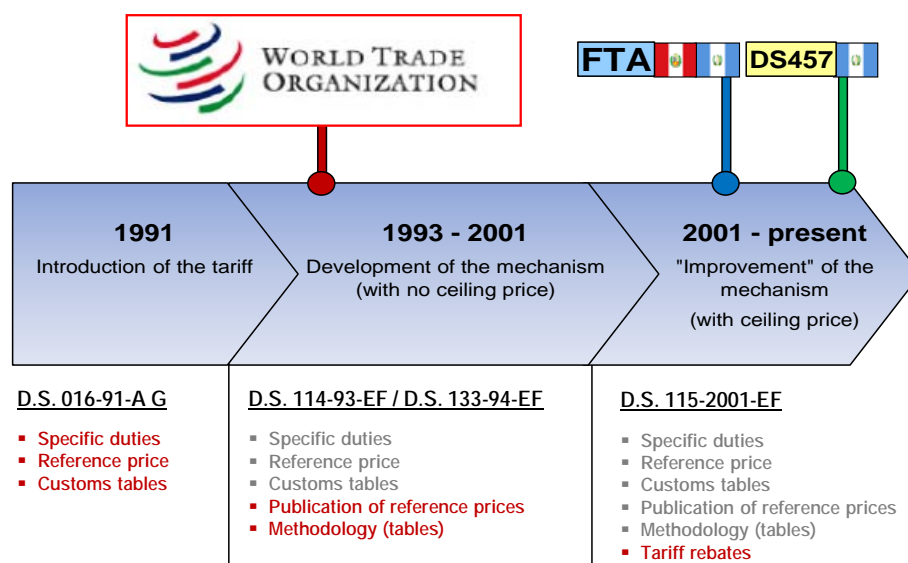 WORLD TRADE
ORGANIZATION
FTA
DS457
1991
Introduction of the tariff
1993 - 2001
Development of the mechanism
(with no ceiling price)
2001 - present
"Improvement" of the
mechanism
(with ceiling price)
D.S. 016-91-A G
▪ Specific duties
▪ Reference price
▪ Customs tables
D.S. 114-93-EF / D.S. 133-94-EF
▪ Specific duties
▪ Reference price
▪ Customs tables
▪ Publication of reference prices
▪ Methodology (tables)
D.S. 115-2001-EF
▪ Specific duties
▪ Reference price
▪ Customs tables
▪ Publication of reference prices
▪ Methodology (tables)
▪ Tariff rebates